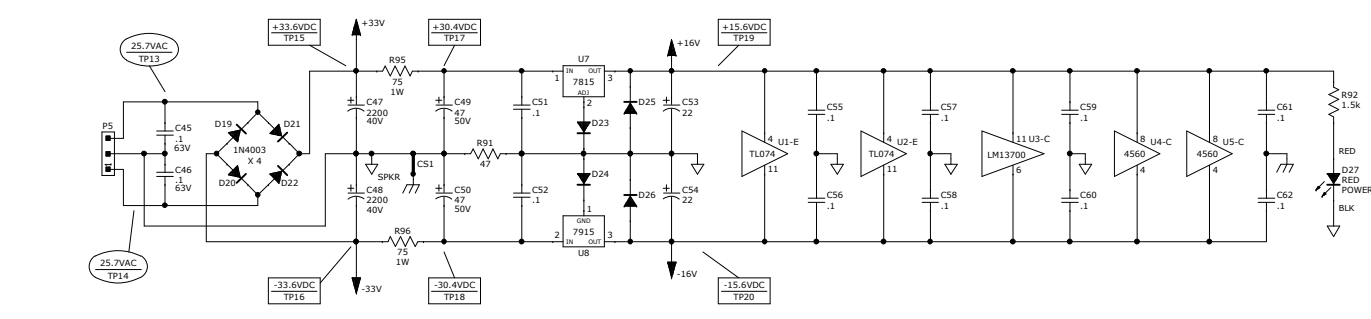 25.7VAC
TP13
+33.6VDC
TP15
+33V
+30.4VDC
TP17
+16V
+15.6VDC
TP19
P5
C45
.1
63V
C46
.1
63V
D19
D21
1N4003
X 4
D20
D22
C47
2200
40V
R95
75
1W
C49
47
50V
C51
.1
U7
IN
OUT
7815
ADJ
1
3
2
D23
D25
C53
22
SPKR
CS1
R91
47
C48
2200
40V
R96
75
1W
C50
47
50V
C52
.1
D24
D26
C54
22
1
GND
7915
IN
OUT
2
3
U8
4
U1-E
TL074
11
C55
.1
C56
.1
4
U2-E
TL074
11
C57
.1
C58
.1
11
U3-C
LM13700
6
C59
.1
C60
.1
8
U4-C
4560
4
8
U5-C
4560
4
C61
.1
C62
.1
R92
1.5k
RED
D27
RED
POWER
BLK
25.7VAC
TP14
-33.6VDC
TP16
-33V
-30.4VDC
TP18
-16V
-15.6VDC
TP20